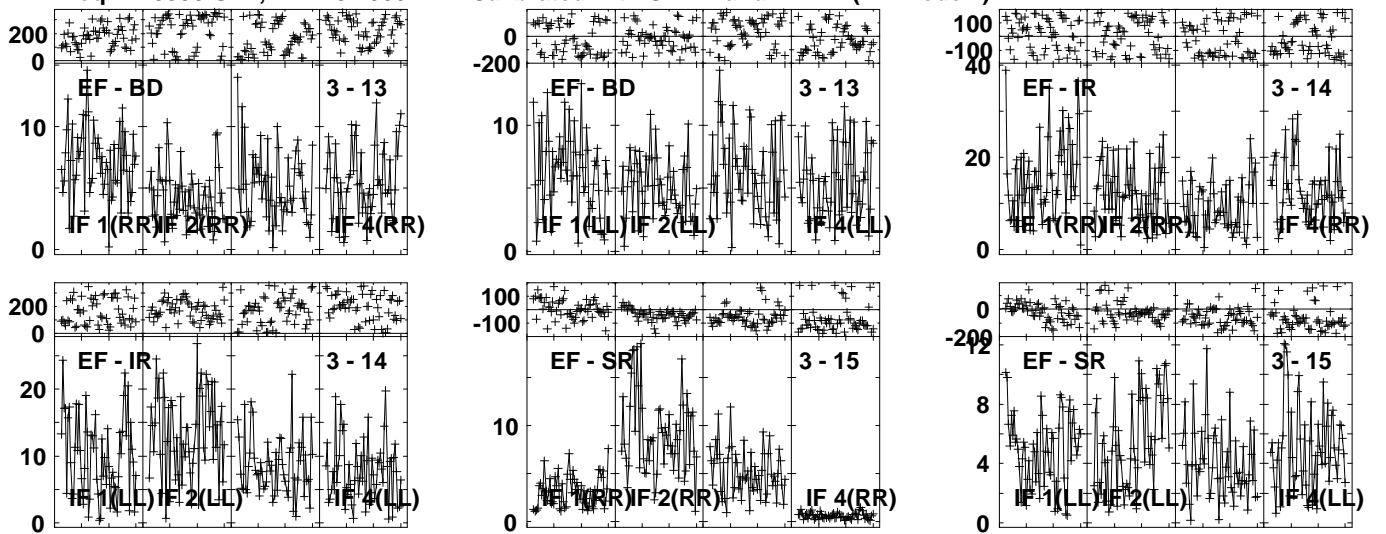 200
0
EF - BD
3 - 13
10
0
IF 1(RR)
IF 2(RR)
IF 4(RR)
0
-200
EF - BD
3 - 13
10
0
IF 1(LL)
IF 2(LL)
IF 4(LL)
100
-100
40
EF - IR
3 - 14
20
0
IF 1(RR)
IF 2(RR)
IF 4(RR)
200
0
EF - IR
3 - 14
20
10
0
IF 1(LL)
IF 2(LL)
IF 4(LL)
100
-100
EF - SR
3 - 15
10
0
IF 1(RR)
IF 2(RR)
IF 4(RR)
0
-200
12
EF - SR
3 - 15
8
4
0
IF 1(LL)
IF 2(LL)
IF 4(LL)